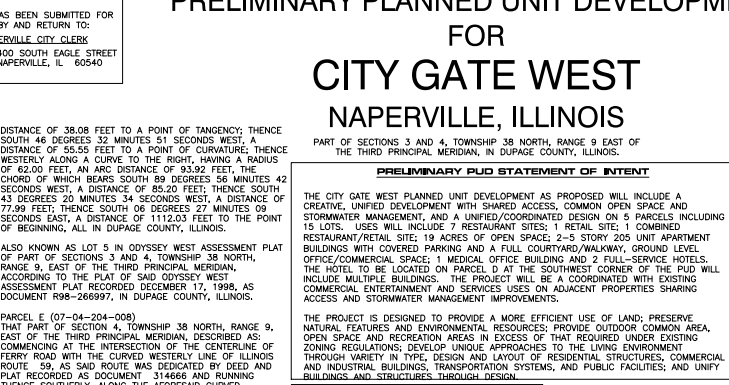 AS BEEN SUBMITTED FOR
BY AND RETURN TO:
ERVILLE CITY CLERK
400 SOUTH EAGLE STREET
NAPERVILLE, IL 60540
PRELIMINARY PLANNED UNIT DEVELOPM
FOR
CITY GATE WEST
NAPERVILLE, ILLINOIS
PART OF SECTIONS 3 AND 4, TOWNSHIP 38 NORTH, RANGE 9 EAST OF
THE THIRD PRINCIPAL MERIDIAN, IN DUPAGE COUNTY, ILLINOIS.
DISTANCE OF 38.08 FEET TO A POINT OF TANGENCY; THENCE
SOUTH 46 DEGREES 32 MINUTES 51 SECONDS WEST, A
DISTANCE OF 55.55 FEET TO A POINT OF CURVATURE; THENCE
WESTERLY ALONG A CURVE TO THE RIGHT, HAVING A RADIUS
OF 62.00 FEET, AN ARC DISTANCE OF 93.92 FEET, THE
CHORD OF WHICH BEARS SOUTH 89 DEGREES 56 MINUTES 42
SECONDS WEST, A DISTANCE OF 85.20 FEET; THENCE SOUTH
43 DEGREES 20 MINUTES 34 SECONDS WEST, A DISTANCE OF
77.99 FEET; THENCE SOUTH 06 DEGREES 27 MINUTES 09
SECONDS EAST, A DISTANCE OF 1112.03 FEET TO THE POINT
OF BEGINNING, ALL IN DUPAGE COUNTY, ILLINOIS.
ALSO KNOWN AS LOT 5 IN ODYSSEY WEST ASSESSMENT PLAT
OF PART OF SECTIONS 3 AND 4, TOWNSHIP 38 NORTH,
RANGE 9, EAST OF THE THIRD PRINCIPAL MERIDIAN,
ACCORDING TO THE PLAT OF SAID ODYSSEY WEST
ASSESSMENT PLAT RECORDED DECEMBER 17, 1998, AS
DOCUMENT R98-266997, IN DUPAGE COUNTY, ILLINOIS.
PARCEL E (07-04-204-008)
THAT PART OF SECTION 4, TOWNSHIP 38 NORTH, RANGE 9,
EAST OF THE THIRD PRINCIPAL MERIDIAN, DESCRIBED AS:
COMMENCING AT THE INTERSECTION OF THE CENTERLINE OF
FERRY ROAD WITH THE CURVED WESTERLY LINE OF ILLINOIS
ROUTE 59, AS SAID ROUTE WAS DEDICATED BY DEED AND
PLAT RECORDED AS DOCUMENT 314666 AND RUNNING
THENCE SOUTHERLY, ALONG THE AFORESAID CURVED
PRELIMINARY PUD STATEMENT OF INTENT
THE CITY GATE WEST PLANNED UNIT DEVELOPMENT AS PROPOSED WILL INCLUDE A
CREATIVE, UNIFIED DEVELOPMENT WITH SHARED ACCESS, COMMON OPEN SPACE AND
STORMWATER MANAGEMENT, AND A UNIFIED/COORDINATED DESIGN ON 5 PARCELS INCLUDING
15 LOTS. USES WILL INCLUDE 7 RESTAURANT SITES; 1 RETAIL SITE; 1 COMBINED
RESTAURANT/RETAIL SITE; 19 ACRES OF OPEN SPACE; 2-5 STORY 205 UNIT APARTMENT
BUILDINGS WITH COVERED PARKING AND A FULL COURTYARD/WALKWAY, GROUND LEVEL
OFFICE/COMMERCIAL SPACE; 1 MEDICAL OFFICE BUILDING AND 2 FULL-SERVICE HOTELS.
THE HOTEL TO BE LOCATED ON PARCEL D AT THE SOUTHWEST CORNER OF THE PUD WILL
INCLUDE MULTIPLE BUILDINGS. THE PROJECT WILL BE A COORDINATED WITH EXISTING
COMMERCIAL ENTERTAINMENT AND SERVICES USES ON ADJACENT PROPERTIES SHARING
ACCESS AND STORMWATER MANAGEMENT IMPROVEMENTS.
THE PROJECT IS DESIGNED TO PROVIDE A MORE EFFICIENT USE OF LAND; PRESERVE
NATURAL FEATURES AND ENVIRONMENTAL RESOURCES; PROVIDE OUTDOOR COMMON AREA,
OPEN SPACE AND RECREATION AREAS IN EXCESS OF THAT REQUIRED UNDER EXISTING
ZONING REGULATIONS; DEVELOP UNIQUE APPROACHES TO THE LIVING ENVIRONMENT
THROUGH VARIETY IN TYPE, DESIGN AND LAYOUT OF RESIDENTIAL STRUCTURES, COMMERCIAL
AND INDUSTRIAL BUILDINGS, TRANSPORTATION SYSTEMS, AND PUBLIC FACILITIES; AND UNIFY
BUILDINGS AND STRUCTURES THROUGH DESIGN.